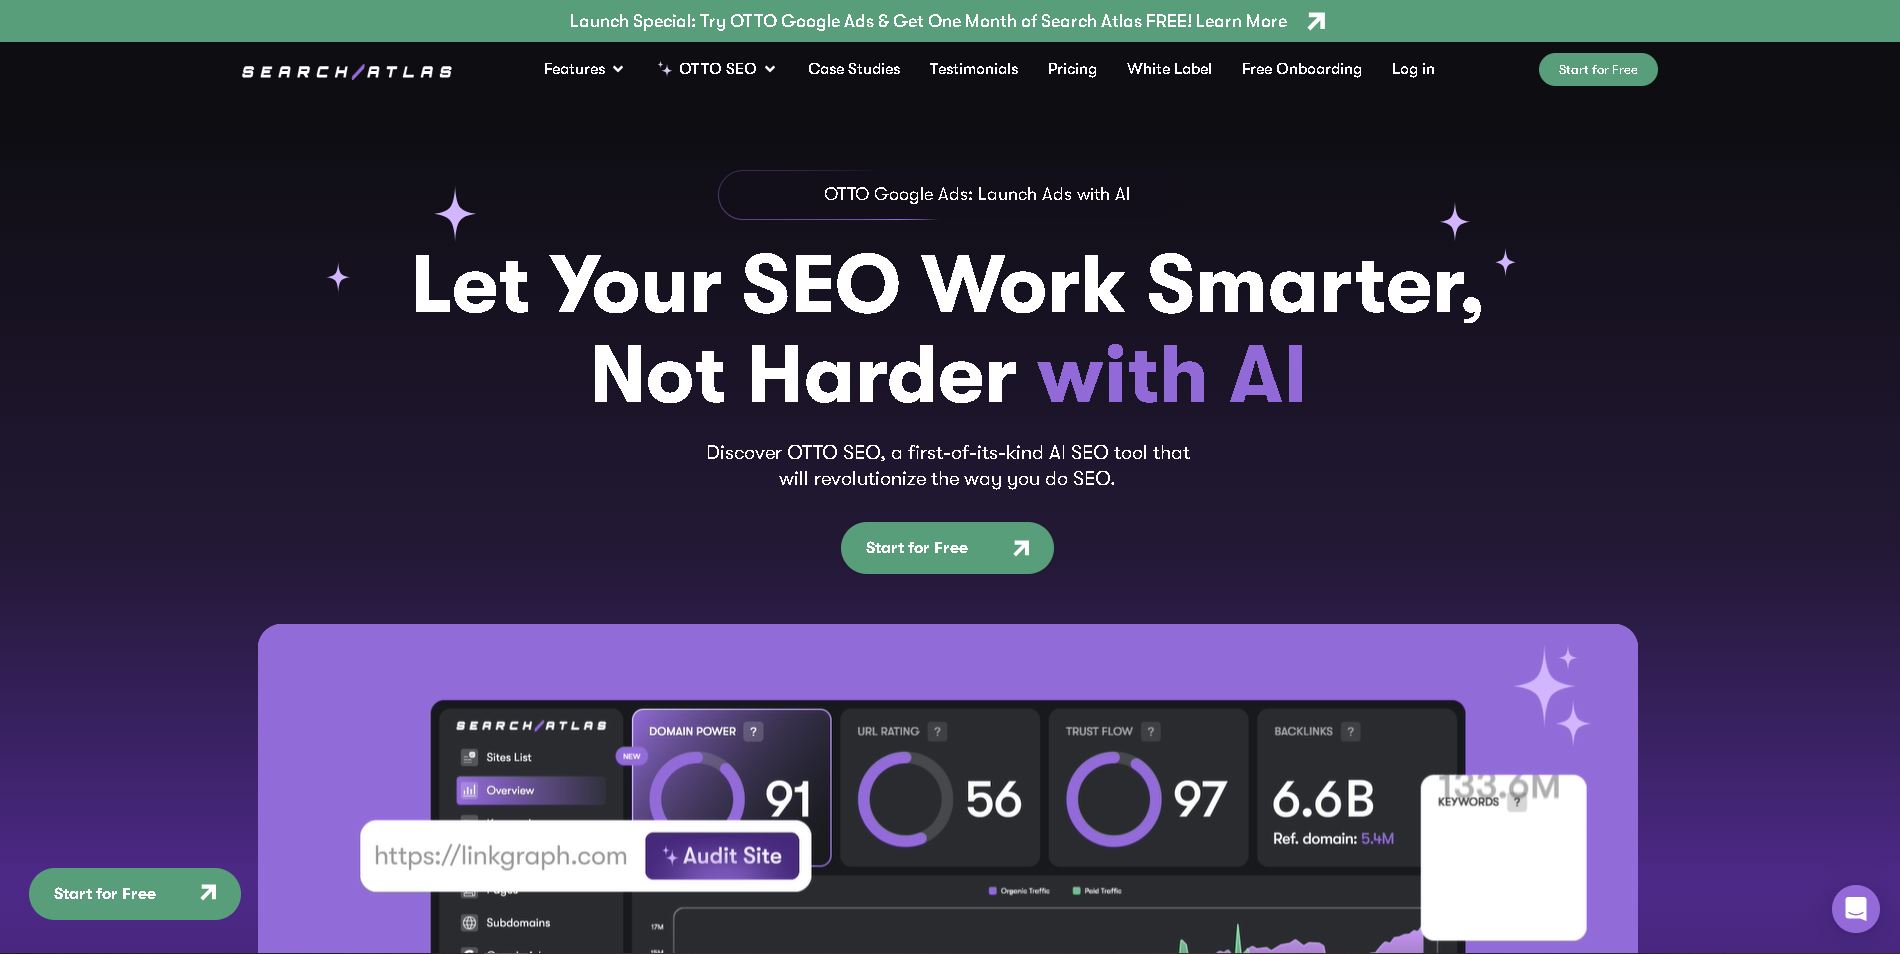 Launch Special: Try OTTO Google Ads & Get One Month of Search Atlas FREE! Learn More
SEARCH/ATLAS
Features
OTTO SEO
Case Studies
Testimonials
Pricing
White Label
Free Onboarding
Log in
Start for Free
OTTO Google Ads: Launch Ads with AI
Let Your SEO Work Smarter,
Not Harder with AI
Discover OTTO SEO, a first-of-its-kind AI SEO tool that
will revolutionize the way you do SEO.
Start for Free
SEARCH/ATLAS
Sites List
NEW
Overview
DOMAIN POWER ?
91
URL RATING ?
56
TRUST FLOW ?
97
BACKLINKS ?
6.6B
Ref. domain: 5.4M
133.6M
KEYWORDS ?
https://linkgraph.com
Audit Site
Pages
Subdomains
Organic Traffic
Paid Traffic
17M
15M
Start for Free